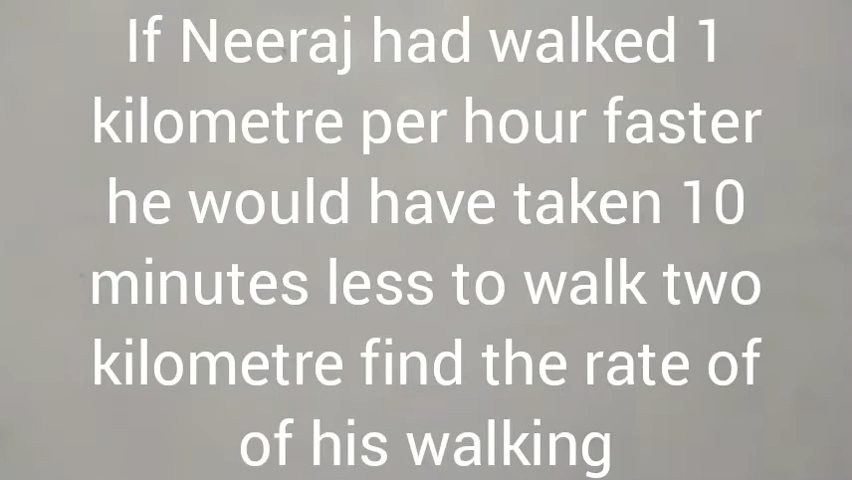 If Neeraj had walked 1
kilometre per hour faster
he would have taken 10
minutes less to walk two
kilometre find the rate of
of his walking